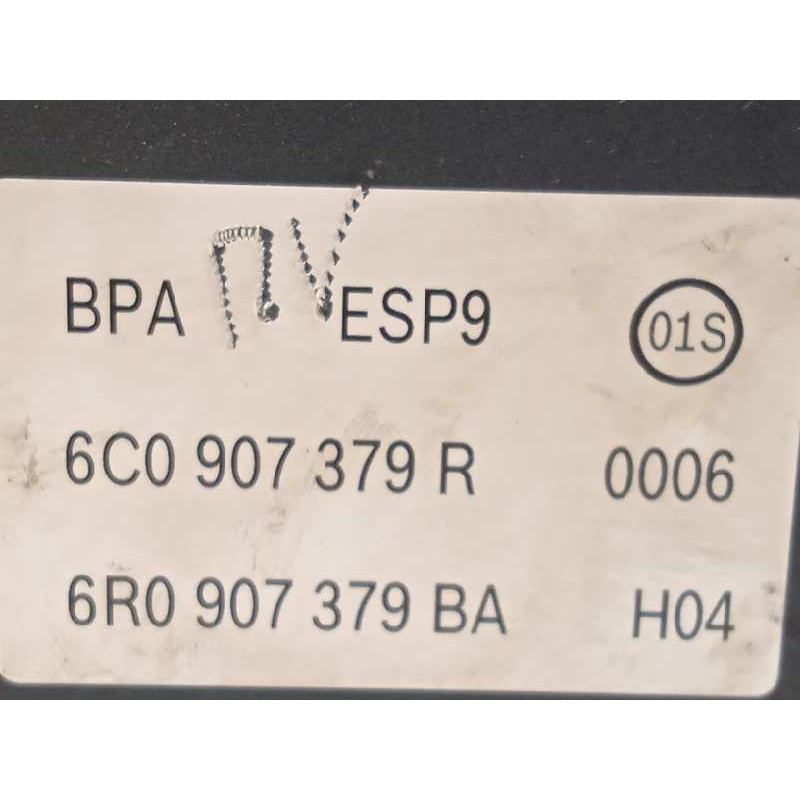 BPA ESP9 01S
6C0 907 379 R 0006
6R0 907 379 BA H04